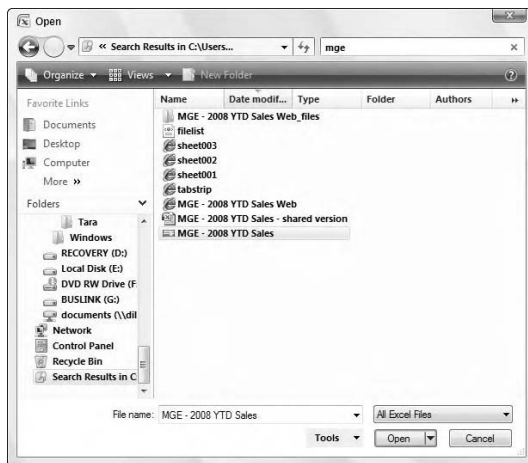 Open
« Search Results in C:\Users... mge
Organize Views New Folder
Favorite Links
Documents
Desktop
Computer
More »
Folders
Tara
Windows
RECOVERY (D:)
Local Disk (E:)
DVD RW Drive (F
BUSLINK (G:)
documents (\\dil
Network
Control Panel
Recycle Bin
Search Results in C
Name Date modif... Type Folder Authors »
MGE - 2008 YTD Sales Web_files
filelist
sheet003
sheet002
sheet001
tabstrip
MGE - 2008 YTD Sales Web
MGE - 2008 YTD Sales - shared version
MGE - 2008 YTD Sales
File name: MGE - 2008 YTD Sales All Excel Files
Tools Open Cancel